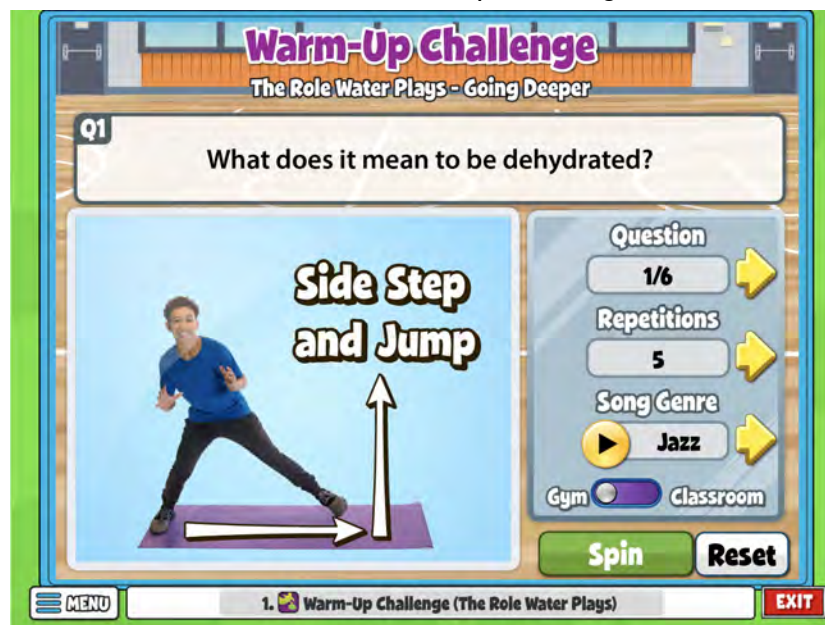 Warm-Up Challenge
The Role Water Plays - Going Deeper
Q1
What does it mean to be dehydrated?
Side Step
and Jump
Question
1/6
Repetitions
5
Song Genre
Jazz
Gym Classroom
Spin Reset
MENU 1. Warm-Up Challenge (The Role Water Plays) EXIT